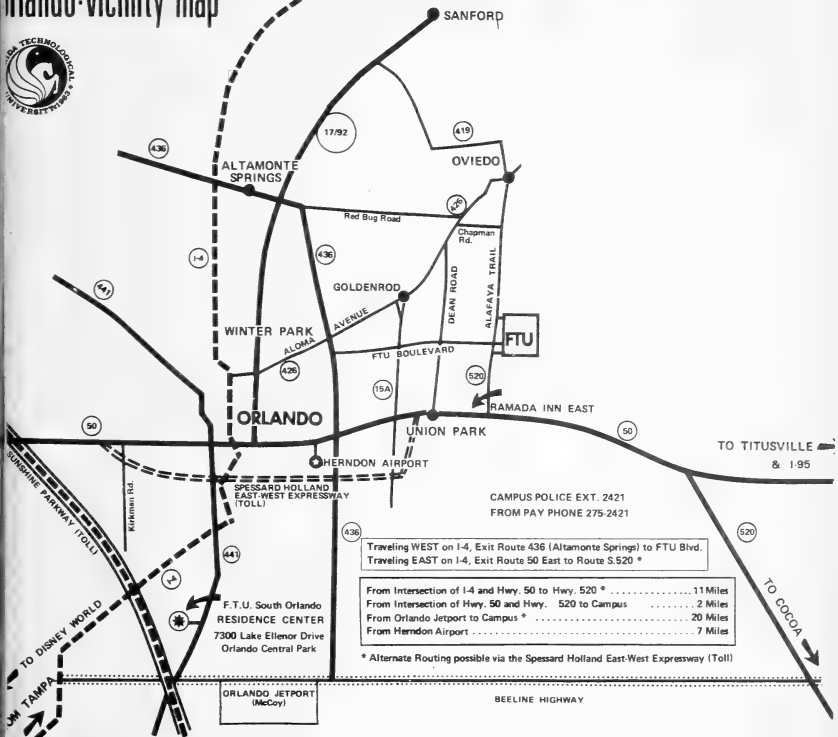 rlando-vicinity map
IDA TECHNOLOGICAL UNIVERSITY 1963
SANFORD
17/92
419
436
OVIEDO
ALTAMONTE
SPRINGS
426
Red Bug Road
Chapman
Rd.
I-4
436
441
GOLDENROD
DEAN ROAD
ALAFAYA TRAIL
WINTER PARK
ALOMA AVENUE
FTU
FTU BOULEVARD
426
15A
520
RAMADA INN EAST
ORLANDO
50
UNION PARK
50
TO TITUSVILLE
& I-95
HERNDON AIRPORT
SUNSHINE PARKWAY (TOLL)
Kirkman Rd.
SPESSARD HOLLAND
EAST-WEST EXPRESSWAY
(TOLL)
CAMPUS POLICE EXT. 2421
FROM PAY PHONE 275-2421
436
520
Traveling WEST on I-4, Exit Route 436 (Altamonte Springs) to FTU Blvd.
Traveling EAST on I-4, Exit Route 50 East to Route S.520 *
441
I-4
From Intersection of I-4 and Hwy. 50 to Hwy. 520 * . . . . . . . . . . . . . . . . 11 Miles
From Intersection of Hwy. 50 and Hwy. 520 to Campus . . . . . . . 2 Miles
From Orlando Jetport to Campus * . . . . . . . . . . . . . . . . . . . . . . . . . . 20 Miles
From Herndon Airport . . . . . . . . . . . . . . . . . . . . . . . . . . . . . . . . . . 7 Miles
* Alternate Routing possible via the Spessard Holland East-West Expressway (Toll)
F.T.U. South Orlando
RESIDENCE CENTER
7300 Lake Ellenor Drive
Orlando Central Park
TO DISNEY WORLD
TO COCOA
OM TAMPA
ORLANDO JETPORT
(McCoy)
BEELINE HIGHWAY